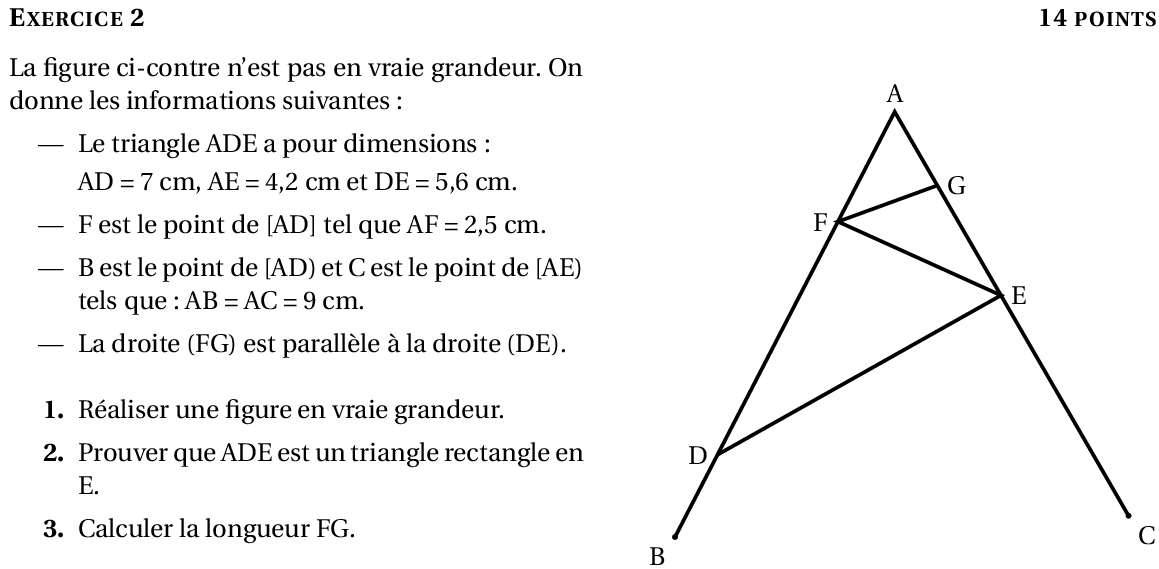 EXERCICE 2
14 POINTS
La figure ci-contre n'est pas en vraie grandeur. On
donne les informations suivantes :
— Le triangle ADE a pour dimensions :
AD = 7 cm, AE = 4,2 cm et DE = 5,6 cm.
— F est le point de [AD] tel que AF = 2,5 cm.
— B est le point de [AD) et C est le point de [AE)
tels que : AB = AC = 9 cm.
— La droite (FG) est parallèle à la droite (DE).
1. Réaliser une figure en vraie grandeur.
2. Prouver que ADE est un triangle rectangle en
E.
3. Calculer la longueur FG.
A
G
F
E
D
B
C